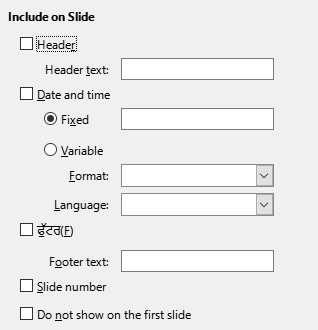 Include on Slide
Header
Header text:
Date and time
Fixed
Variable
Format:
Language:
ਫੁੱਟਰ(F)
Footer text:
Slide number
Do not show on the first slide